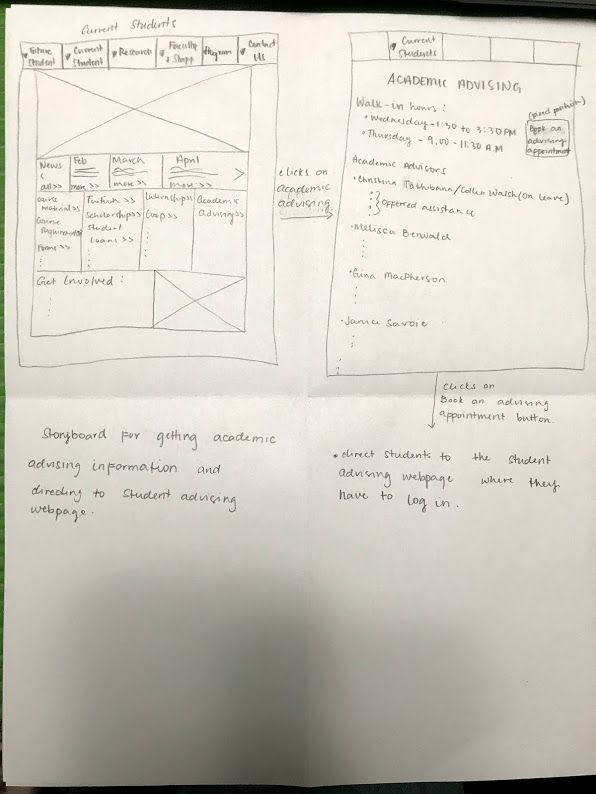 Current Students
Future Student
Current Student
Research
Faculty & Stapp
Program
Contact Us
News & all>>
Feb more>>
March more>>
April more>>
>
Course material>>
Course Requirements
Forms >>
Tuition >>
Scholarships>>
Student Loans >>
Internships
Coop >>
Academic Advising>>
Get Involved :
clicks on
academic
advising
Current
Students
ACADEMIC ADVISING
Walk-in hours :
• Wednesday - 1:30 to 3:30 PM
• Thursday - 9:00 - 11:30 A.M
(fixed position)
Book an
advising
appointment
Academic Advisors
• Christina /Collen Walsh (on leave)
} offered assistance
• Melissa Berwald
• Gina MacPherson
• Janice Savoie
clicks on
Book an advising
appointment button.
Storyboard for getting academic
advising information and
directing to student advising
webpage.
• direct students to the student
advising webpage where they
have to log in.